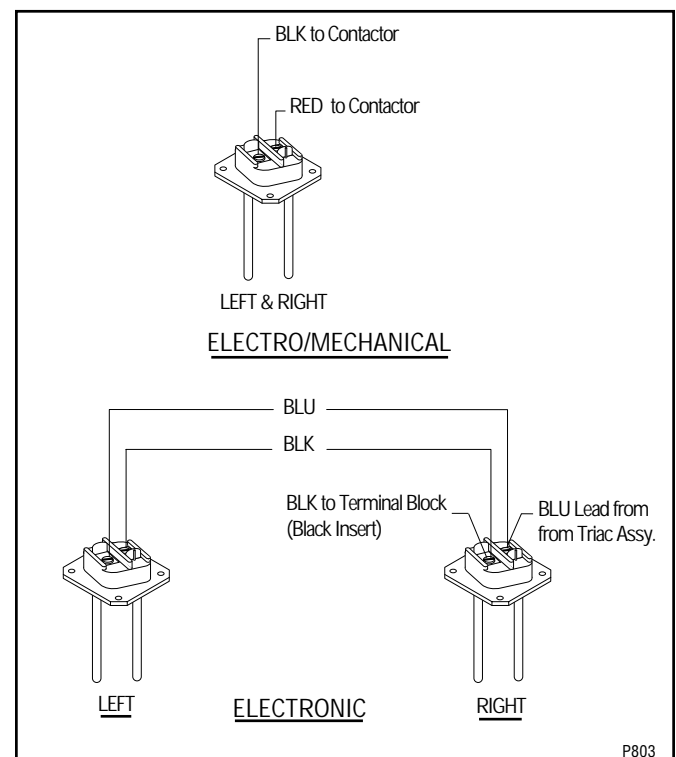 BLK to Contactor
RED to Contactor
LEFT & RIGHT
ELECTRO/MECHANICAL
BLU
BLK
BLK to Terminal Block
(Black Insert)
BLU Lead from
from Triac Assy.
LEFT
ELECTRONIC
RIGHT
P803